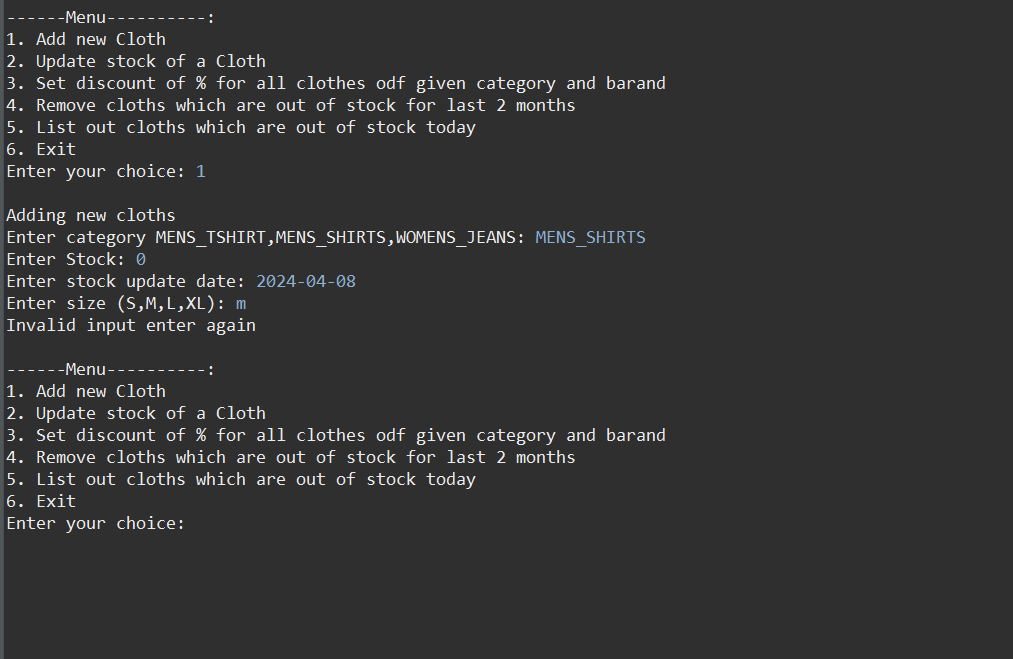 ------Menu----------:
1. Add new Cloth
2. Update stock of a Cloth
3. Set discount of % for all clothes odf given category and barand
4. Remove cloths which are out of stock for last 2 months
5. List out cloths which are out of stock today
6. Exit
Enter your choice: 1
Adding new cloths
Enter category MENS_TSHIRT,MENS_SHIRTS,WOMENS_JEANS: MENS_SHIRTS
Enter Stock: 0
Enter stock update date: 2024-04-08
Enter size (S,M,L,XL): m
Invalid input enter again
------Menu----------:
1. Add new Cloth
2. Update stock of a Cloth
3. Set discount of % for all clothes odf given category and barand
4. Remove cloths which are out of stock for last 2 months
5. List out cloths which are out of stock today
6. Exit
Enter your choice: